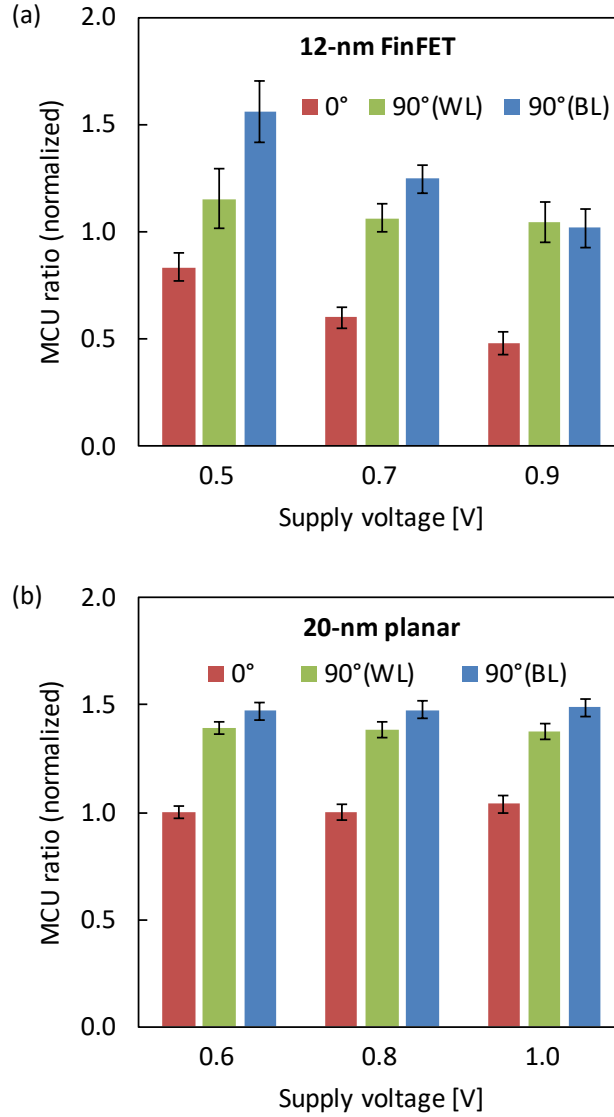 (a)
12-nm FinFET
0° 90°(WL) 90°(BL)
MCU ratio (normalized)
2.0
1.5
1.0
0.5
0.0
0.5 0.7 0.9
Supply voltage [V]
(b)
20-nm planar
0° 90°(WL) 90°(BL)
MCU ratio (normalized)
2.0
1.5
1.0
0.5
0.0
0.6 0.8 1.0
Supply voltage [V]